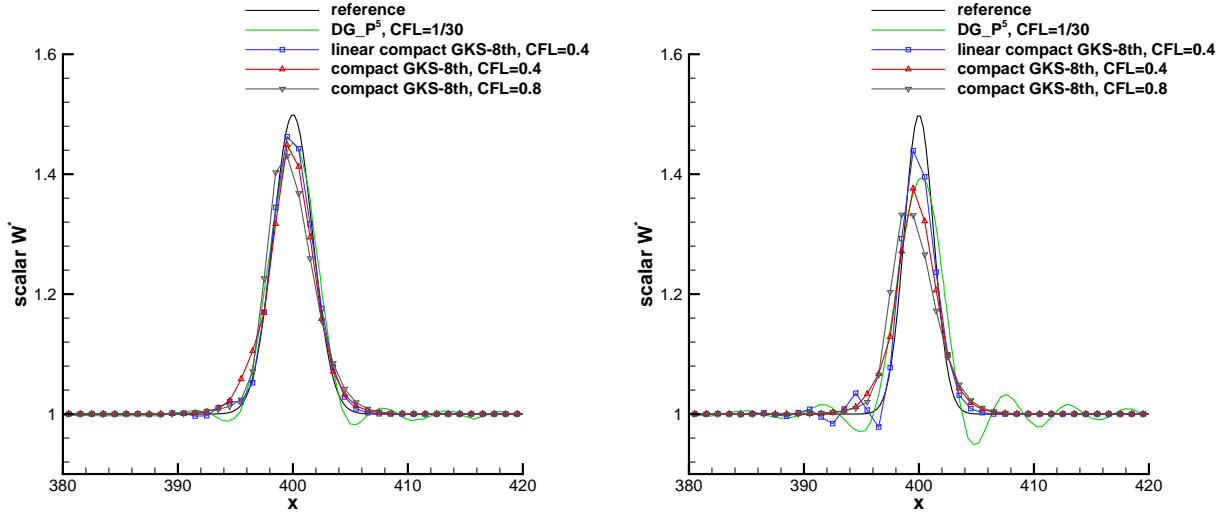 reference
DG_P⁵, CFL=1/30
linear compact GKS-8th, CFL=0.4
compact GKS-8th, CFL=0.4
compact GKS-8th, CFL=0.8
1.6
1.4
1.2
1
scalar W*
380
390
400
410
420
x
reference
DG_P⁵, CFL=1/30
linear compact GKS-8th, CFL=0.4
compact GKS-8th, CFL=0.4
compact GKS-8th, CFL=0.8
1.6
1.4
1.2
1
scalar W*
380
390
400
410
420
x